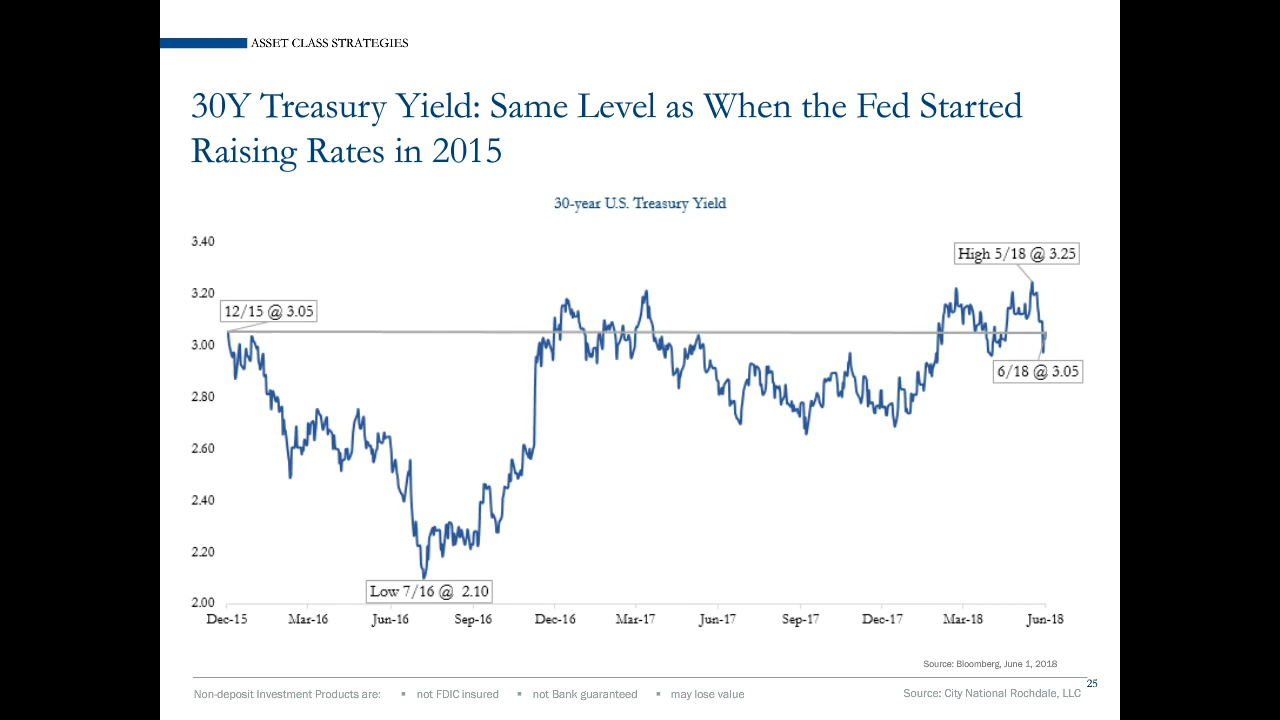 ASSET CLASS STRATEGIES
30Y Treasury Yield: Same Level as When the Fed Started
Raising Rates in 2015
30-year U.S. Treasury Yield
3.40
High 5/18 @ 3.25
3.20
12/15 @ 3.05
3.00
6/18 @ 3.05
2.80
2.60
2.40
2.20
Low 7/16 @ 2.10
2.00
Dec-15 Mar-16 Jun-16 Sep-16 Dec-16 Mar-17 Jun-17 Sep-17 Dec-17 Mar-18 Jun-18
Source: Bloomberg, June 1, 2018
Non-deposit Investment Products are: ▪ not FDIC insured ▪ not Bank guaranteed ▪ may lose value
Source: City National Rochdale, LLC 25